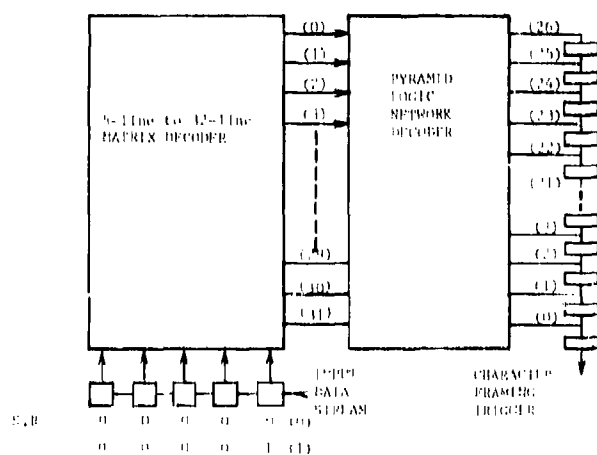 (0)
(1)
(2)
(3)
(29)
(30)
(31)
5-line to 32-line
MATRIX DECODER
PYRAMID
LOGIC
NETWORK
DECODER
(26)
(25)
(24)
(23)
(22)
(21)
(3)
(2)
(1)
(0)
INPUT
DATA
STREAM
CHARACTER
FRAMING
TRIGGER
0 0 0 0 0 (0)
0 0 0 0 1 (1)